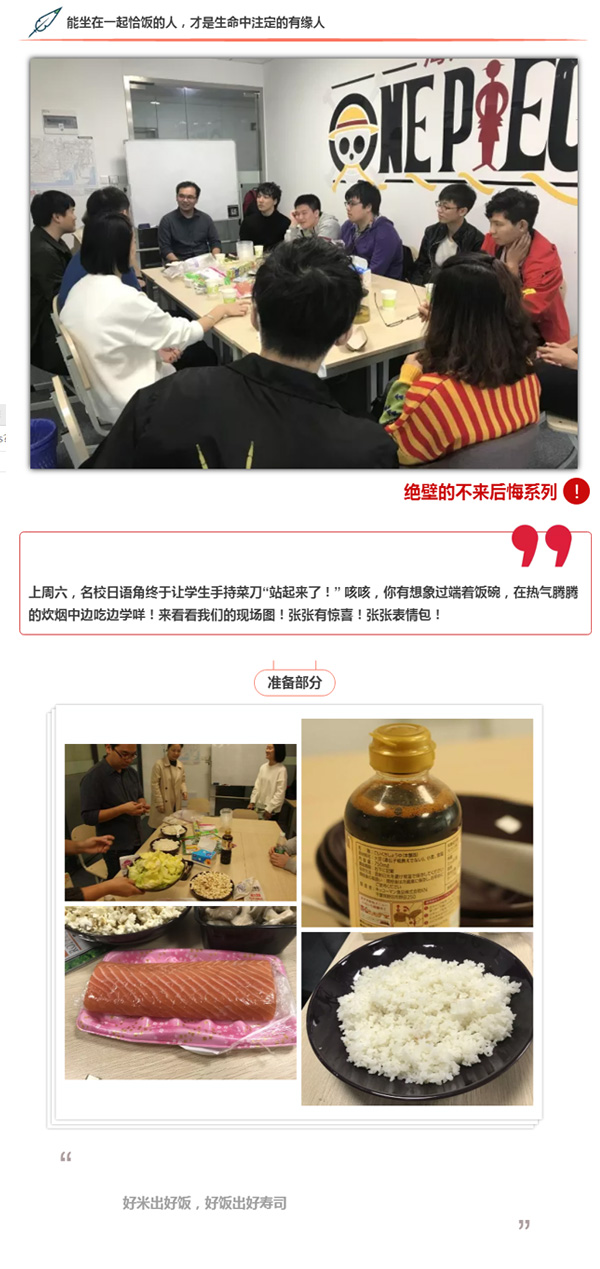 能坐在一起恰饭的人，才是生命中注定的有缘人
ONE PIEC
绝壁的不来后悔系列 !
上周六，名校日语角终于让学生手持菜刀“站起来了！” 咳咳，你有想象过端着饭碗，在热气腾腾
的炊烟中边吃边学咩！来看看我们的现场图！张张有惊喜！张张表情包！
准备部分
“
好米出好饭，好饭出好寿司
”